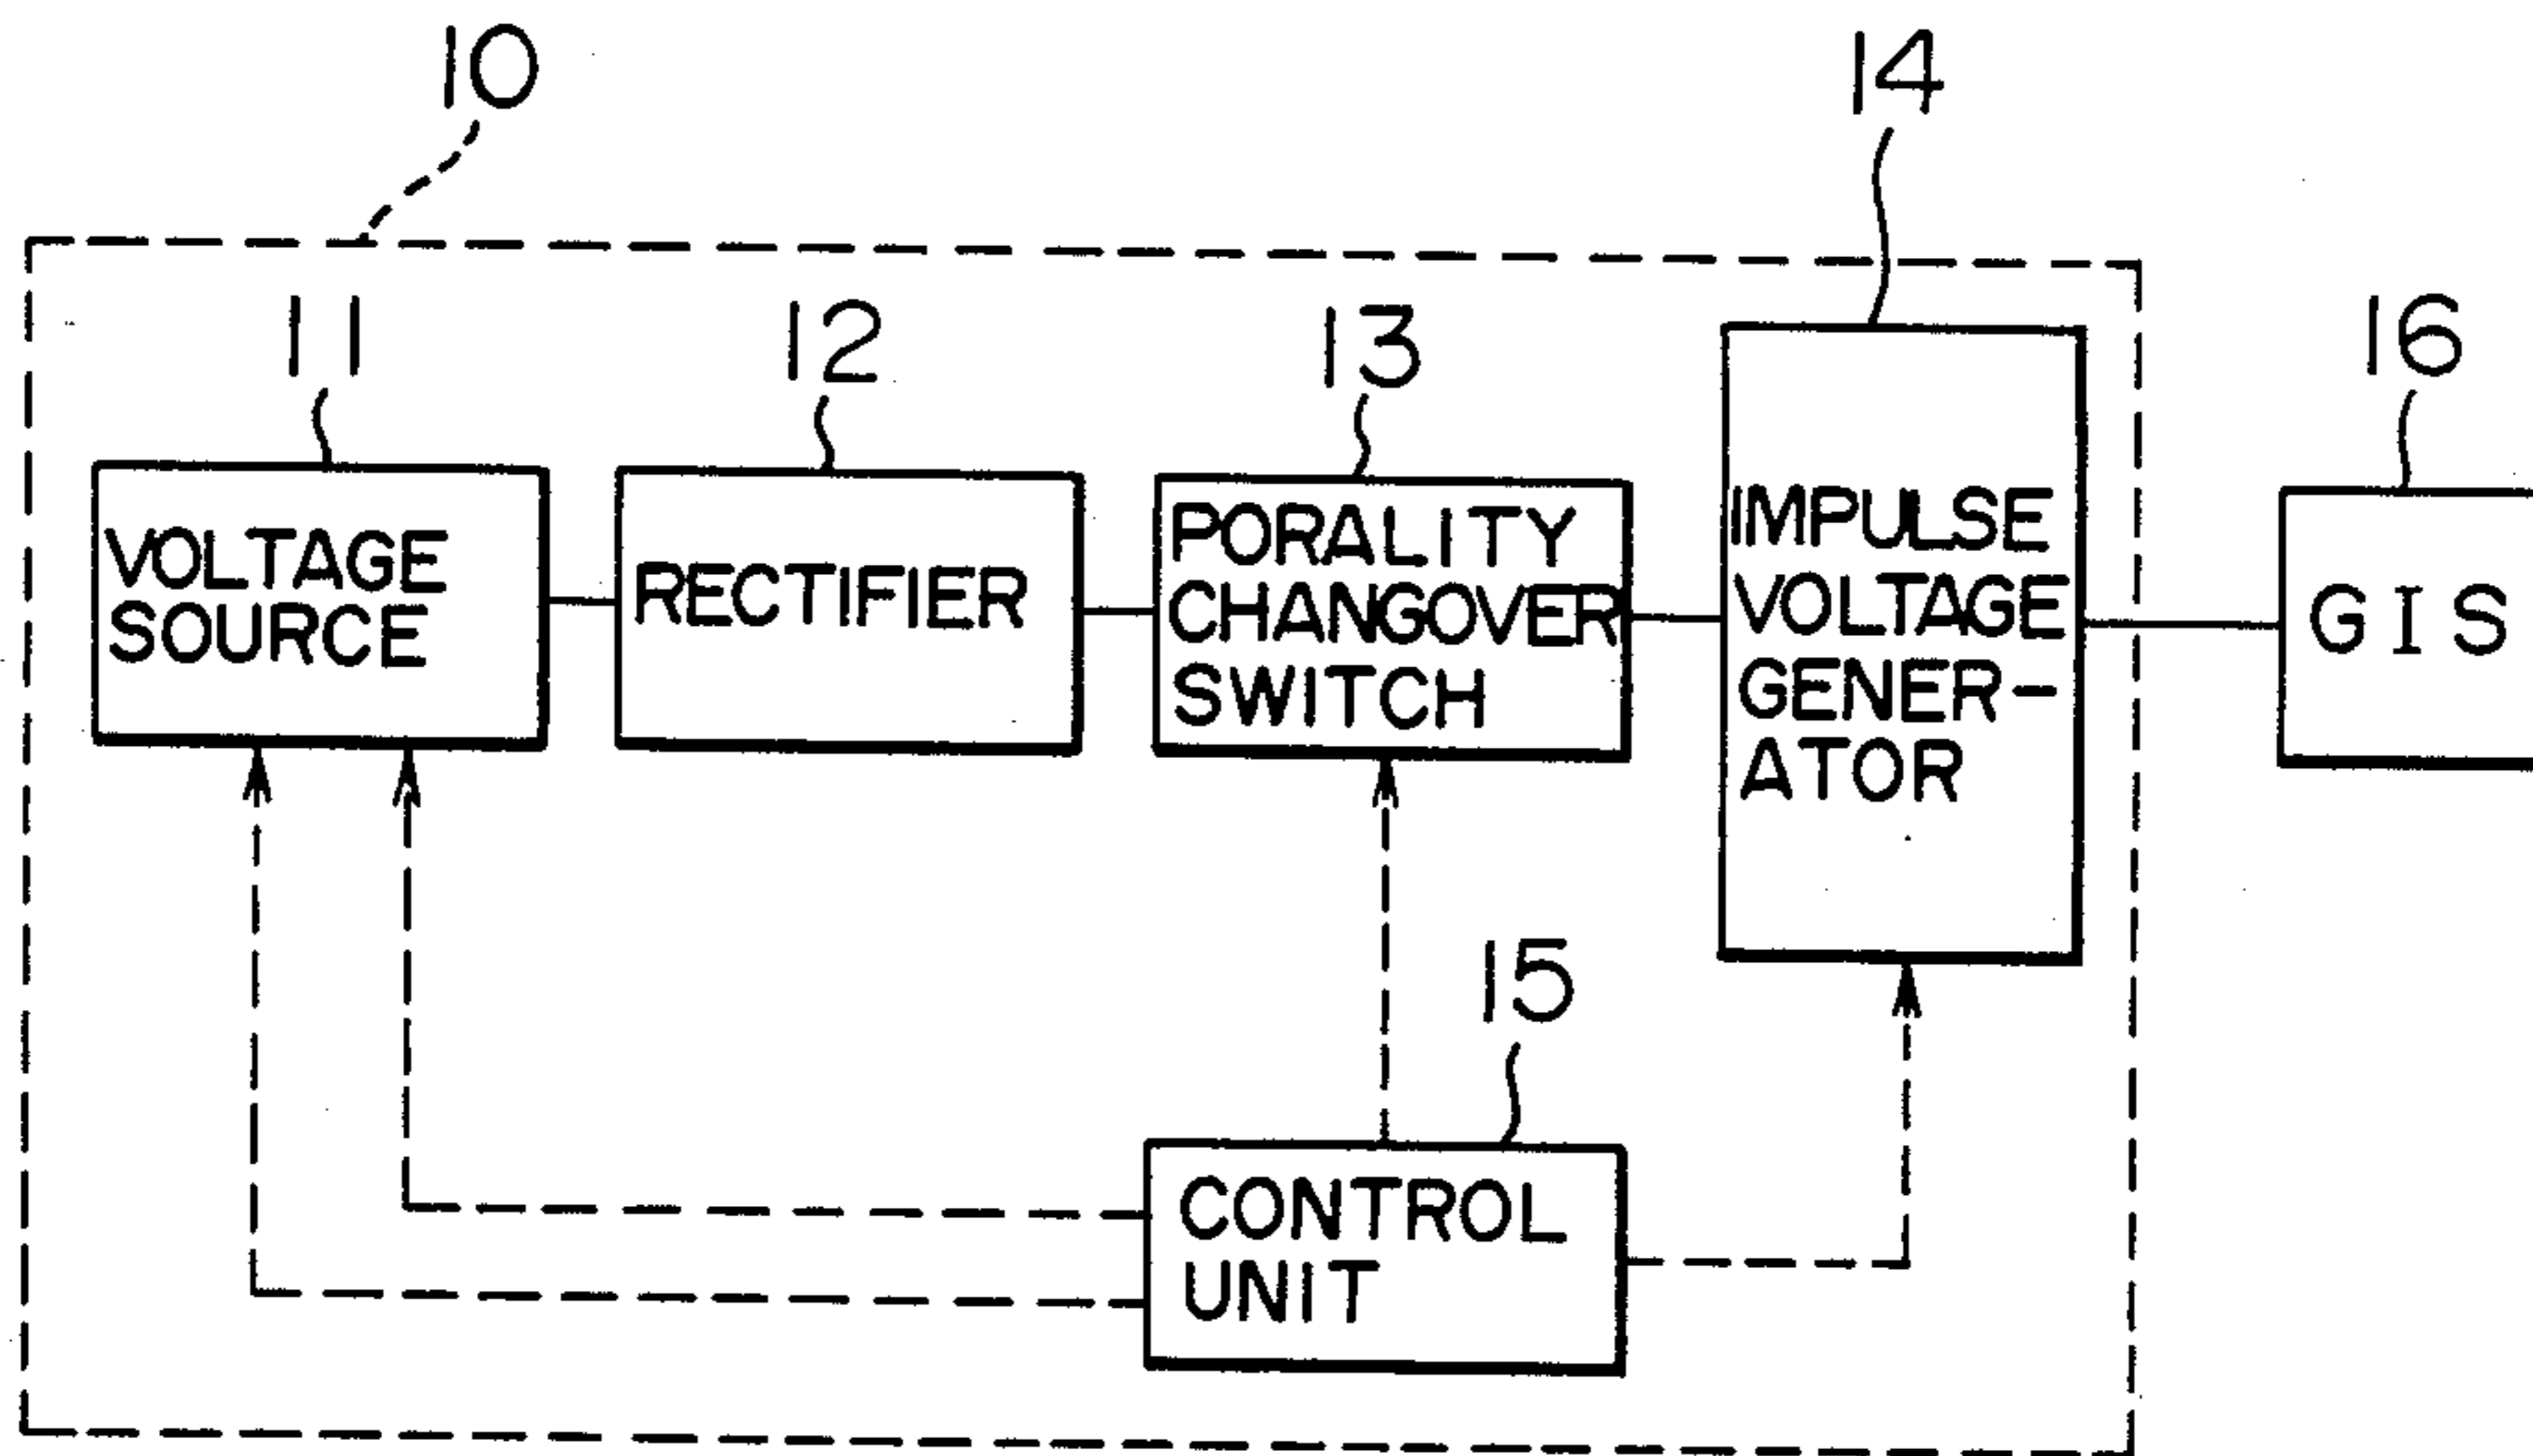 10
14
11
12
13
16
VOLTAGE
SOURCE
RECTIFIER
PORALITY
CHANGOVER
SWITCH
IMPULSE
VOLTAGE
GENER-
ATOR
GIS
15
CONTROL
UNIT